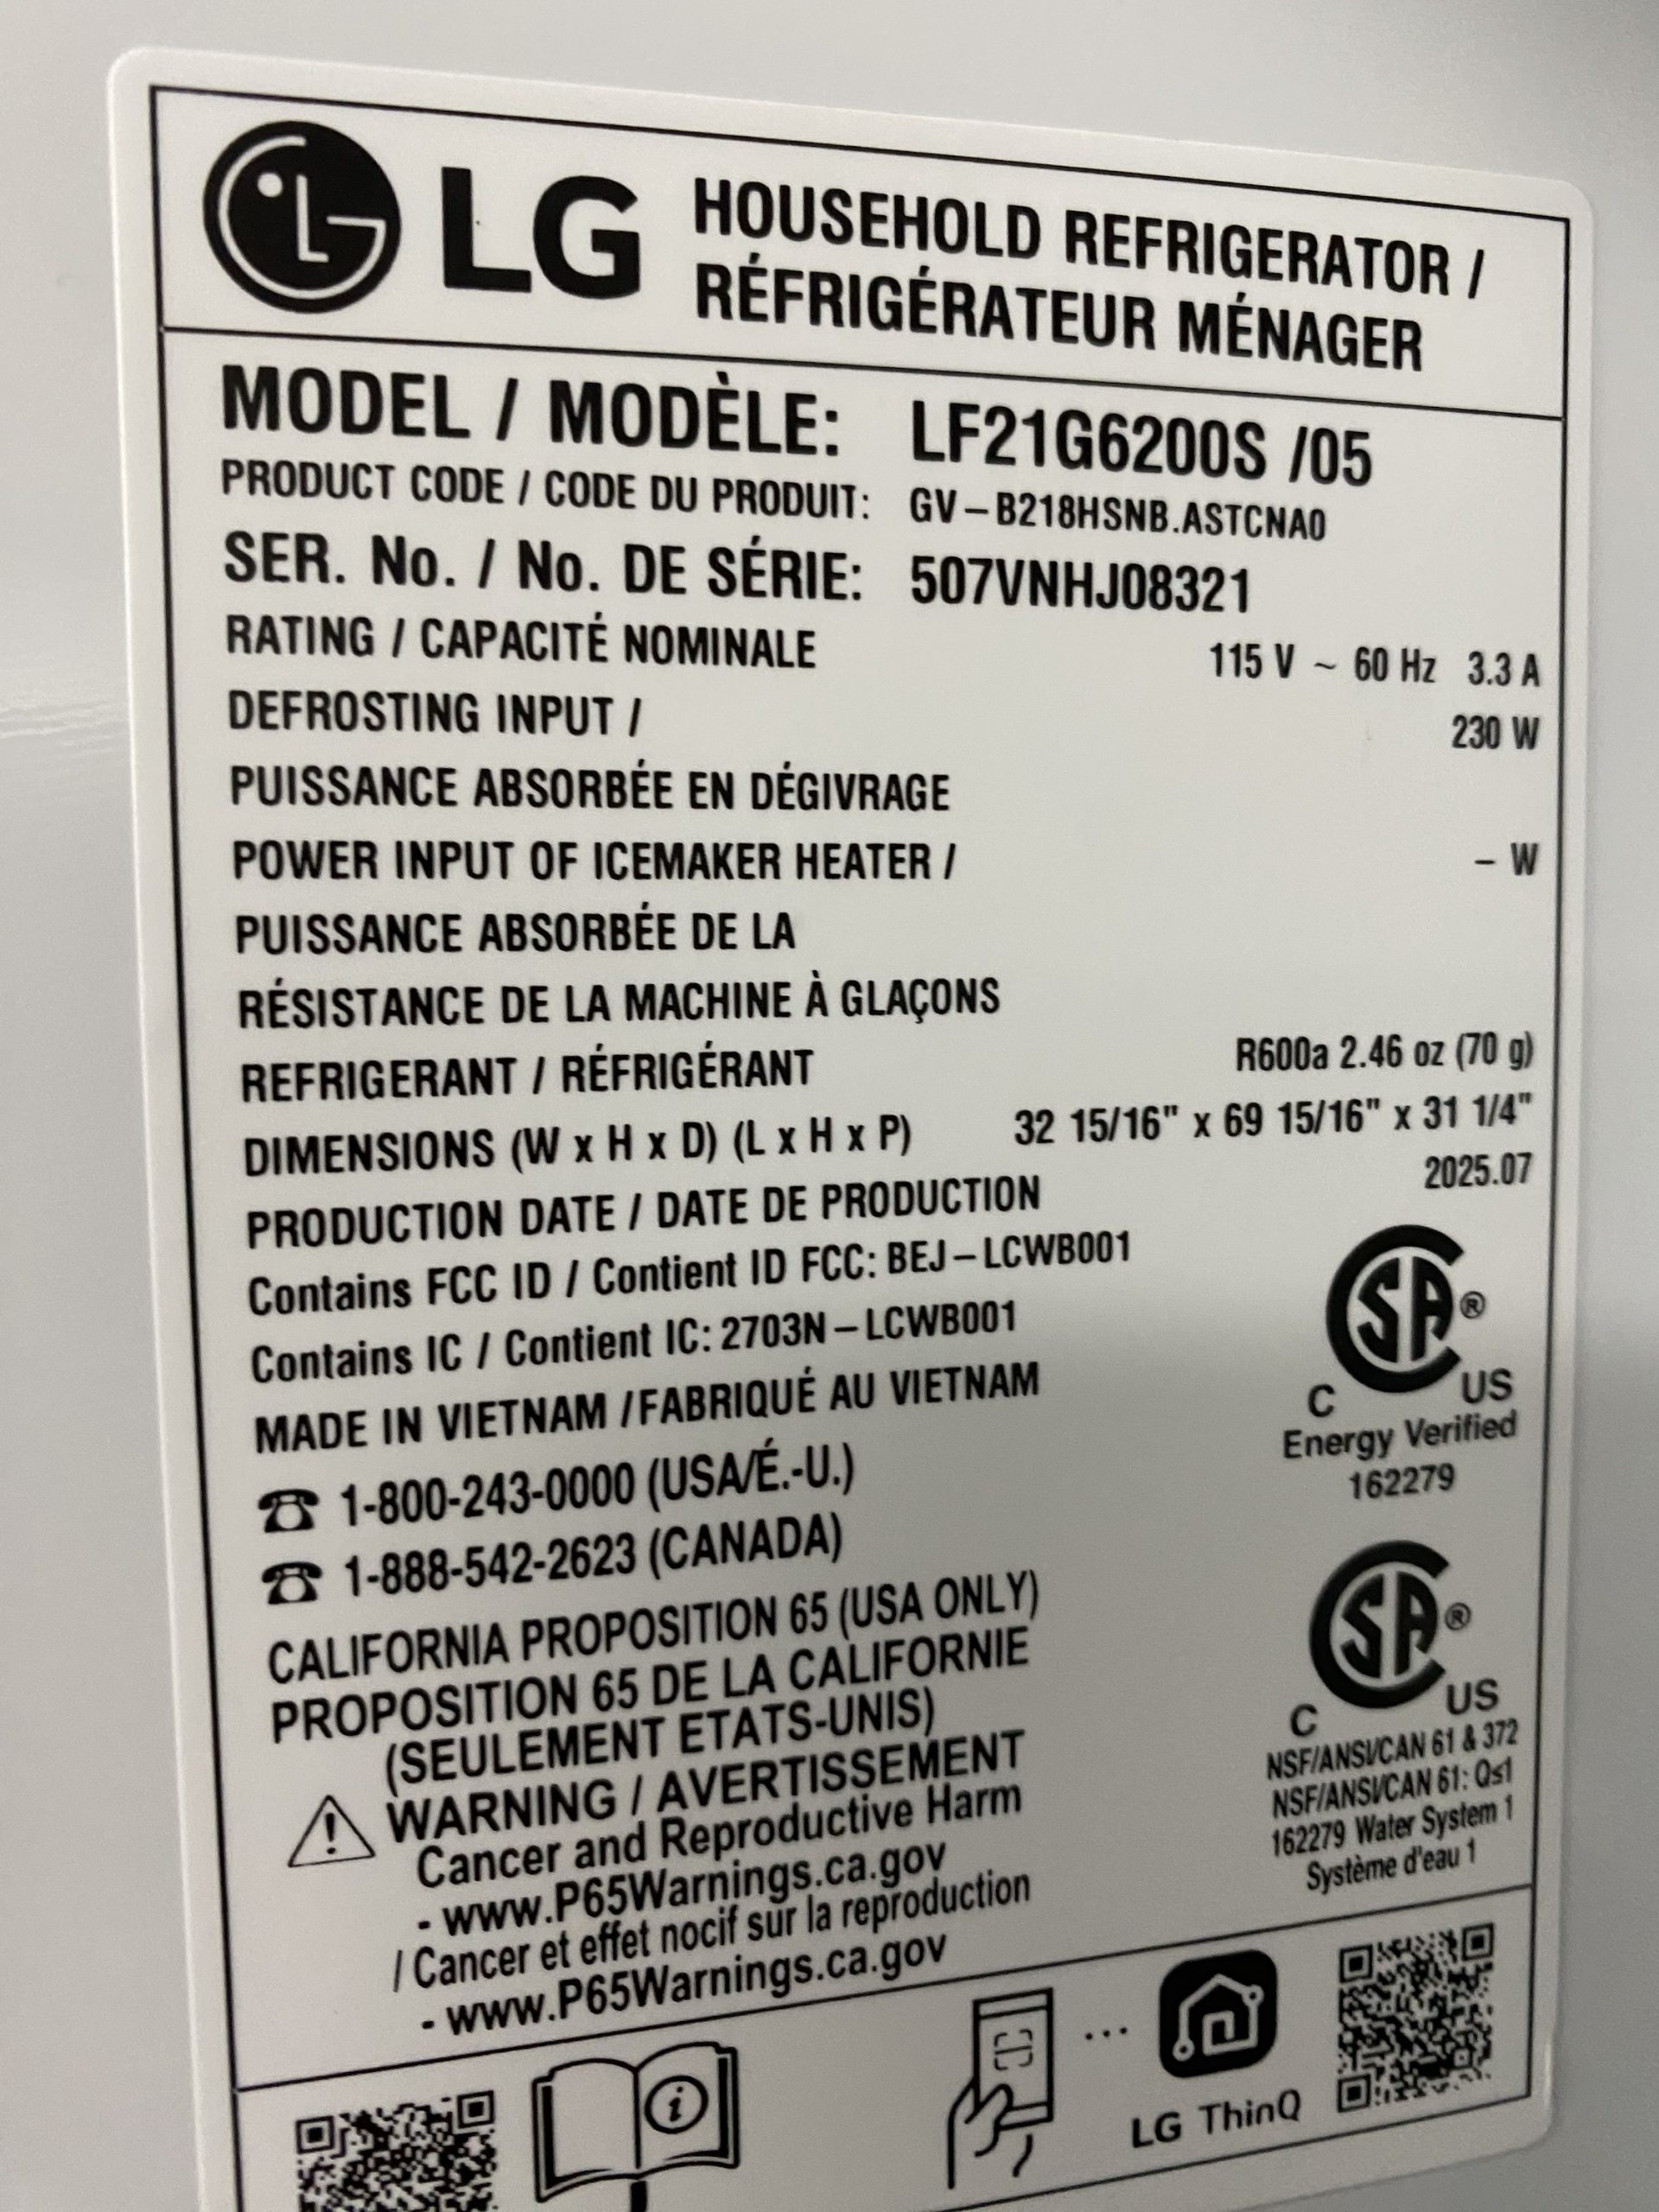 LG HOUSEHOLD REFRIGERATOR /
RÉFRIGÉRATEUR MÉNAGER
MODEL / MODÈLE: LF21G6200S /05
PRODUCT CODE / CODE DU PRODUIT: GV-B218HSNB.ASTCNA0
SER. No. / No. DE SÉRIE: 507VNHJ08321
RATING / CAPACITÉ NOMINALE 115 V ~ 60 Hz 3.3 A
DEFROSTING INPUT / 230 W
PUISSANCE ABSORBÉE EN DÉGIVRAGE
POWER INPUT OF ICEMAKER HEATER / - W
PUISSANCE ABSORBÉE DE LA
RÉSISTANCE DE LA MACHINE À GLAÇONS
REFRIGERANT / RÉFRIGÉRANT R600a 2.46 oz (70 g)
DIMENSIONS (W x H x D) (L x H x P) 32 15/16" x 69 15/16" x 31 1/4"
PRODUCTION DATE / DATE DE PRODUCTION 2025.07
Contains FCC ID / Contient ID FCC: BEJ-LCWB001
Contains IC / Contient IC: 2703N-LCWB001
MADE IN VIETNAM /FABRIQUÉ AU VIETNAM
1-800-243-0000 (USA/É.-U.)
1-888-542-2623 (CANADA)
CALIFORNIA PROPOSITION 65 (USA ONLY)
PROPOSITION 65 DE LA CALIFORNIE
(SEULEMENT ETATS-UNIS)
WARNING / AVERTISSEMENT
Cancer and Reproductive Harm
- www.P65Warnings.ca.gov
/ Cancer et effet nocif sur la reproduction
- www.P65Warnings.ca.gov
CSA®
C US
Energy Verified
162279
CSA®
C US
NSF/ANSI/CAN 61 & 372
NSF/ANSI/CAN 61: Q≤1
162279 Water System 1
Système d'eau 1
LG ThinQ